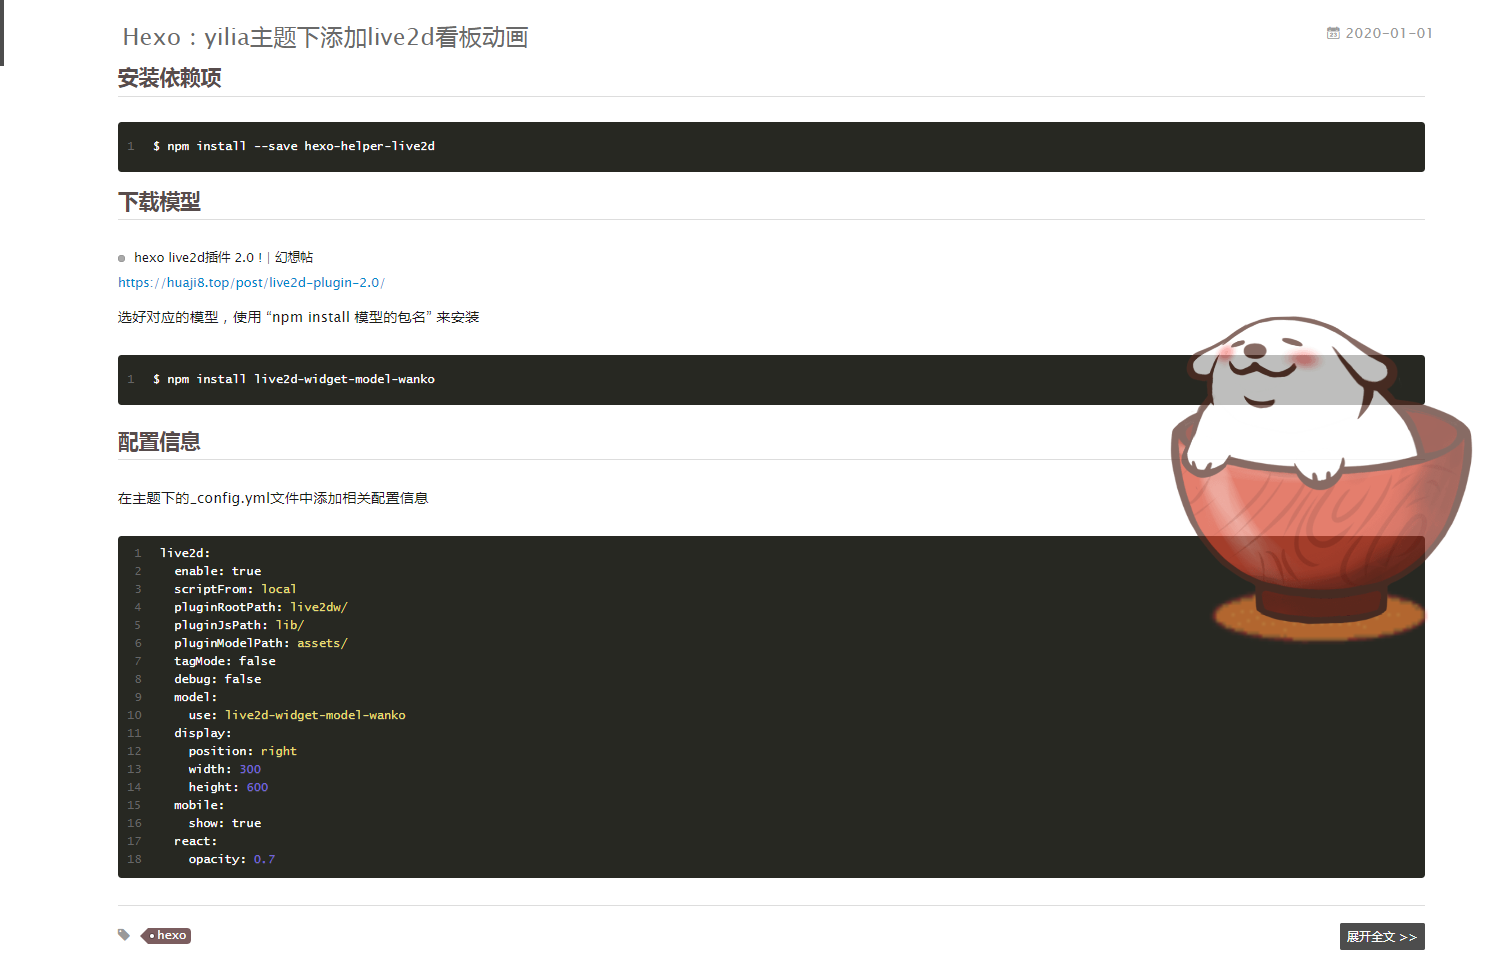 Hexo：yilia主题下添加live2d看板动画
2020-01-01
安装依赖项
1 $ npm install --save hexo-helper-live2d
下载模型
hexo live2d插件 2.0 ! | 幻想帖
https://huaji8.top/post/live2d-plugin-2.0/
选好对应的模型，使用 “npm install 模型的包名” 来安装
1 $ npm install live2d-widget-model-wanko
配置信息
在主题下的_config.yml文件中添加相关配置信息
1 live2d:
2   enable: true
3   scriptFrom: local
4   pluginRootPath: live2dw/
5   pluginJsPath: lib/
6   pluginModelPath: assets/
7   tagMode: false
8   debug: false
9   model:
10     use: live2d-widget-model-wanko
11   display:
12     position: right
13     width: 300
14     height: 600
15   mobile:
16     show: true
17   react:
18     opacity: 0.7
hexo
展开全文 >>